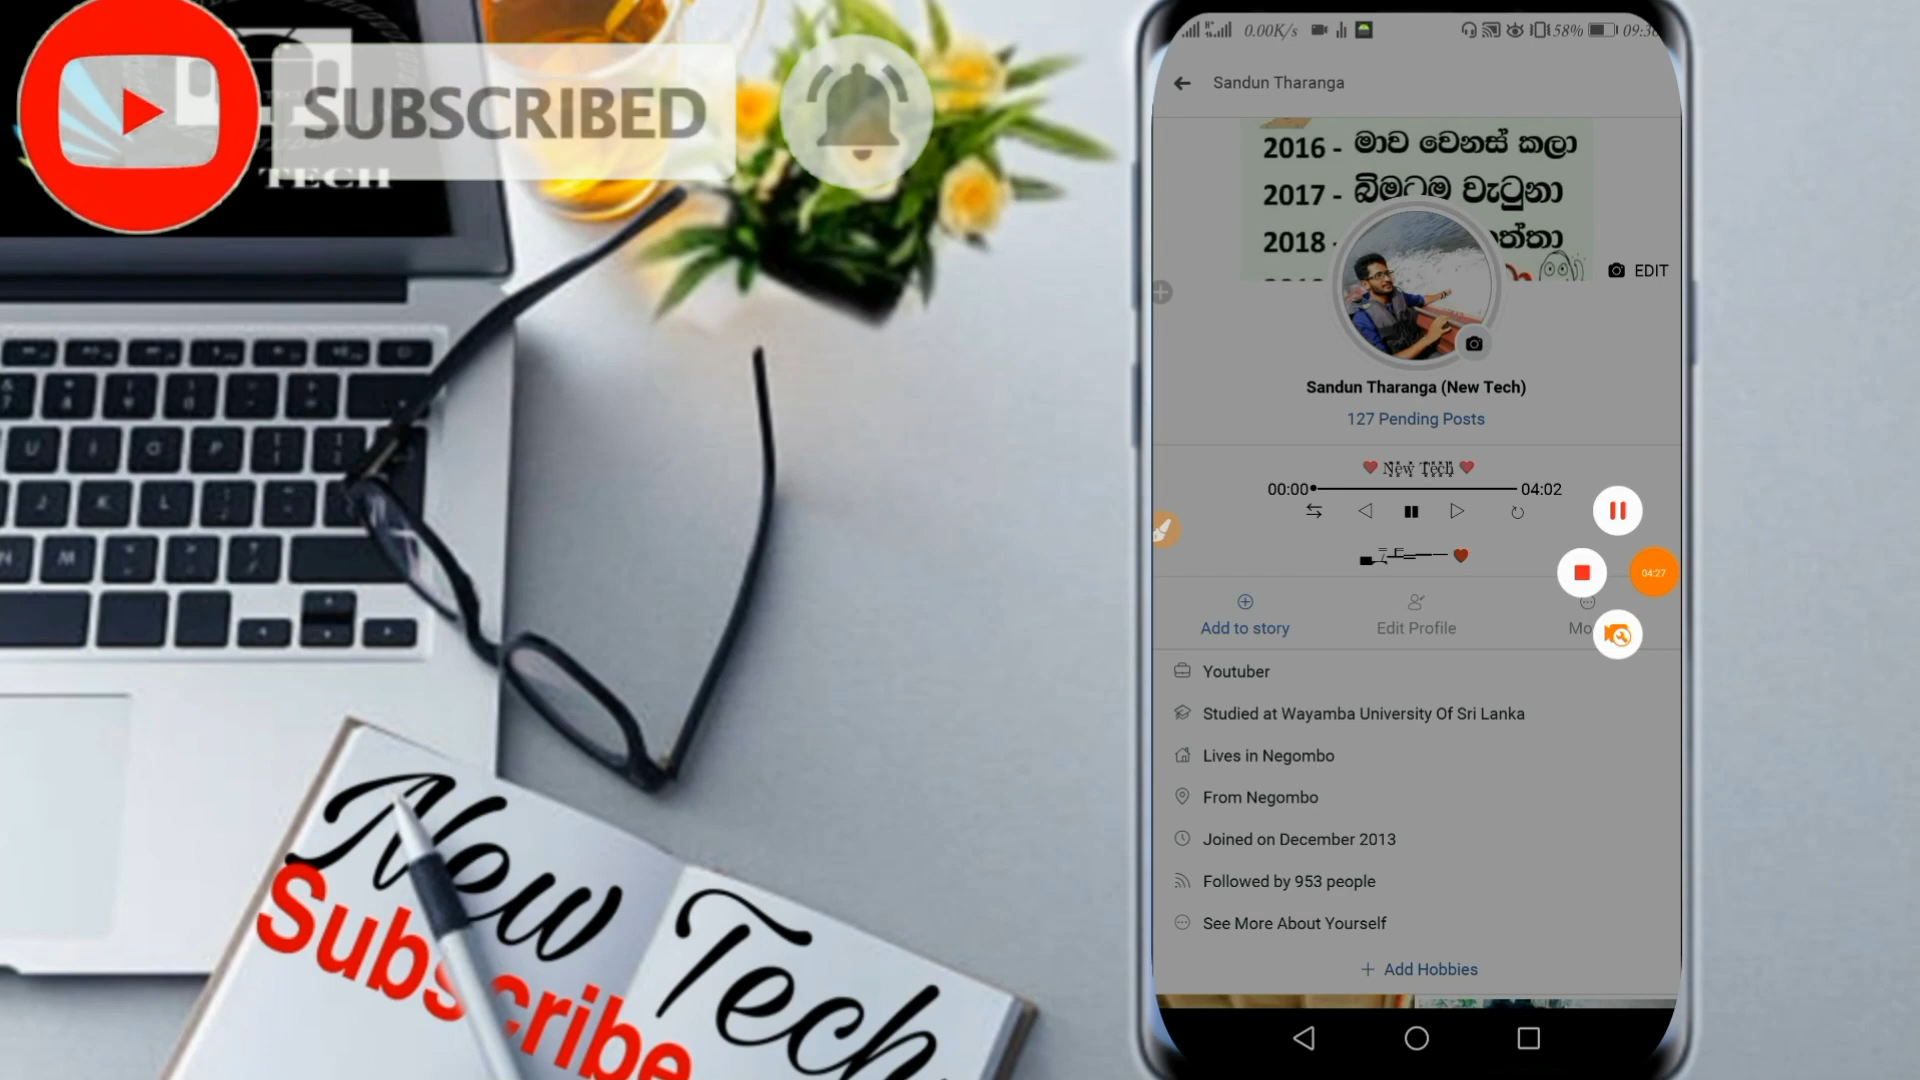 SUBSCRIBED
TECH
New Tech
Subscribe
0.00K/s
58%
Sandun Tharanga
2016 - මාව වෙනස් කලා
2017 - බිමටම වැටුනා
2018
EDIT
Sandun Tharanga (New Tech)
127 Pending Posts
New Tech
00:00
04:02
04:27
Add to story
Edit Profile
Youtuber
Studied at Wayamba University Of Sri Lanka
Lives in Negombo
From Negombo
Joined on December 2013
Followed by 953 people
See More About Yourself
+ Add Hobbies